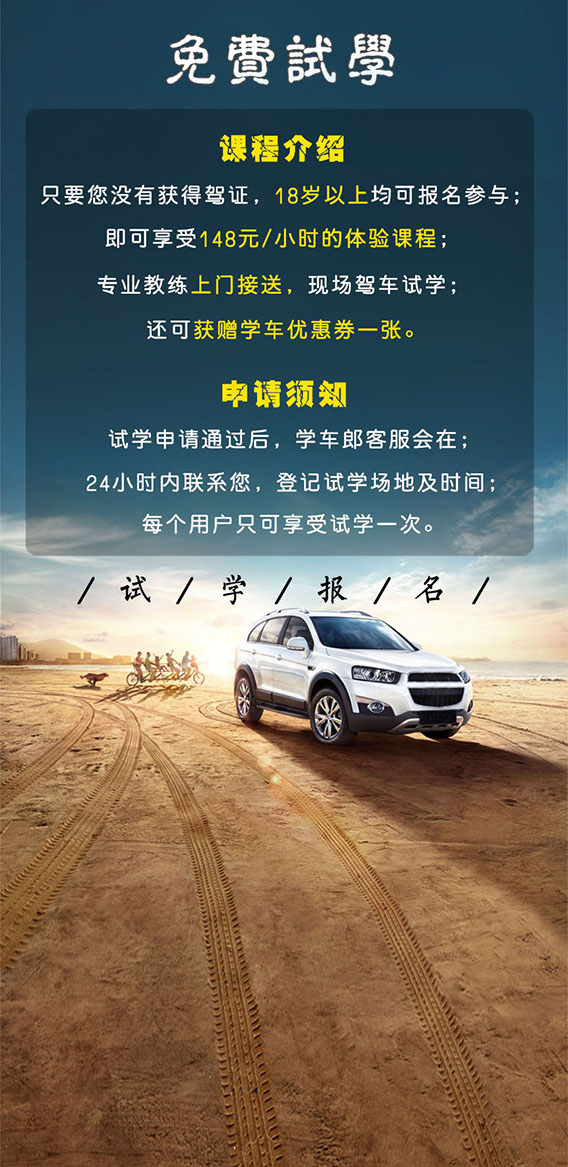 免費試學
课程介绍
只要您没有获得驾证，18岁以上均可报名参与；
即可享受148元/小时的体验课程；
专业教练上门接送，现场驾车试学；
还可获赠学车优惠券一张。
申请须知
试学申请通过后，学车郎客服会在；
24小时内联系您，登记试学场地及时间；
每个用户只可享受试学一次。
/ 试 / 学 / 报 / 名 /